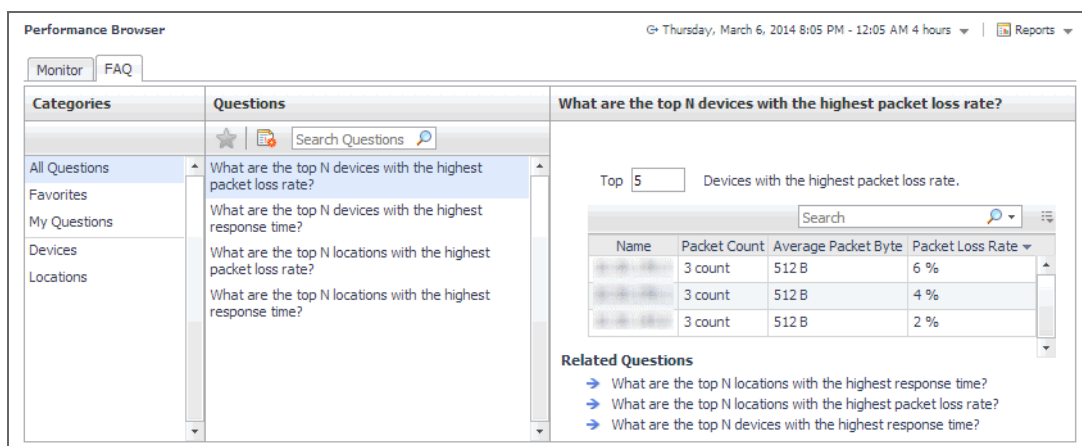 Performance Browser
Thursday, March 6, 2014 8:05 PM - 12:05 AM 4 hours
Reports
Monitor
FAQ
Categories
All Questions
Favorites
My Questions
Devices
Locations
Questions
Search Questions
What are the top N devices with the highest
packet loss rate?
What are the top N devices with the highest
response time?
What are the top N locations with the highest
packet loss rate?
What are the top N locations with the highest
response time?
What are the top N devices with the highest packet loss rate?
Top 5 Devices with the highest packet loss rate.
Search
Name Packet Count Average Packet Byte Packet Loss Rate
3 count 512 B 6 %
3 count 512 B 4 %
3 count 512 B 2 %
Related Questions
What are the top N locations with the highest response time?
What are the top N locations with the highest packet loss rate?
What are the top N devices with the highest response time?